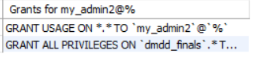 Grants for my_admin2@%
GRANT USAGE ON *.* TO `my_admin2`@`%`
GRANT ALL PRIVILEGES ON `dmdd_finals`.* T...